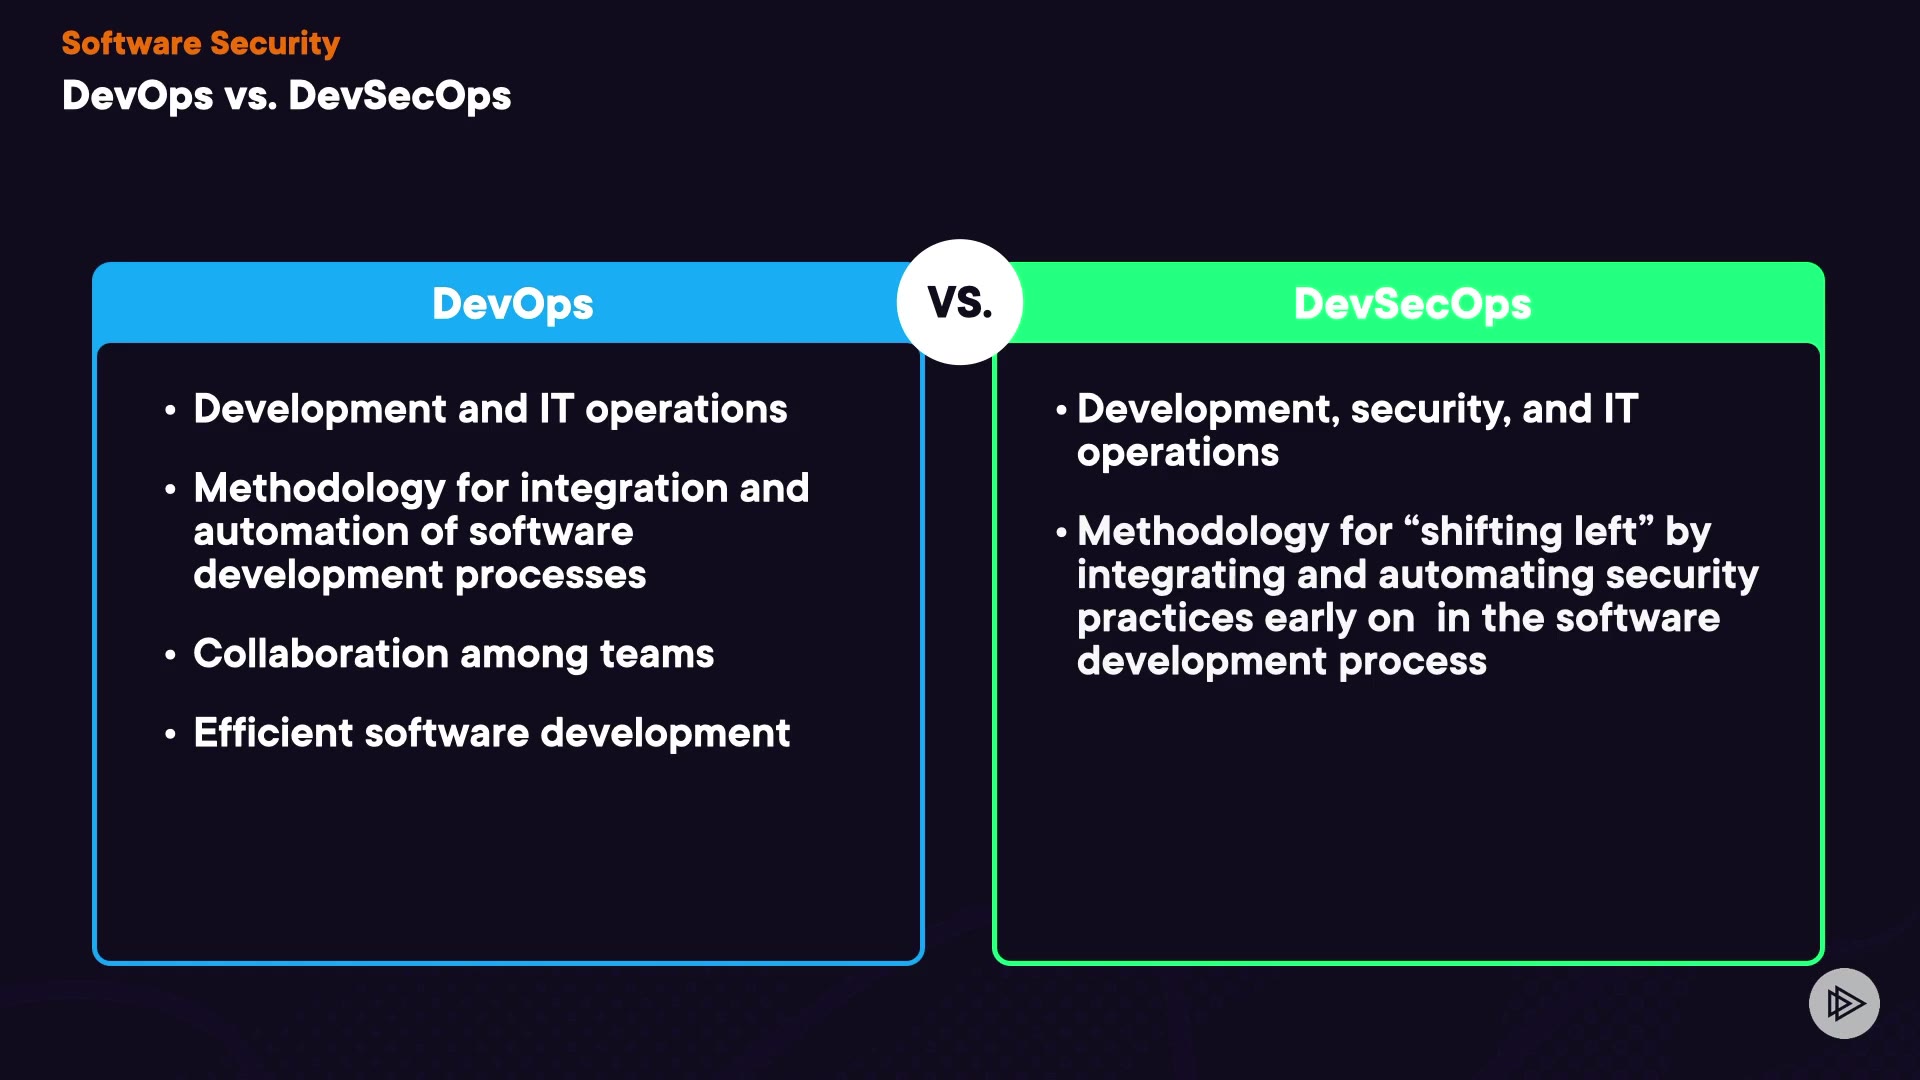 Software Security
DevOps vs. DevSecOps
DevOps
VS.
DevSecOps
• Development and IT operations
• Methodology for integration and
automation of software
development processes
• Collaboration among teams
• Efficient software development
• Development, security, and IT
operations
• Methodology for “shifting left” by
integrating and automating security
practices early on  in the software
development process